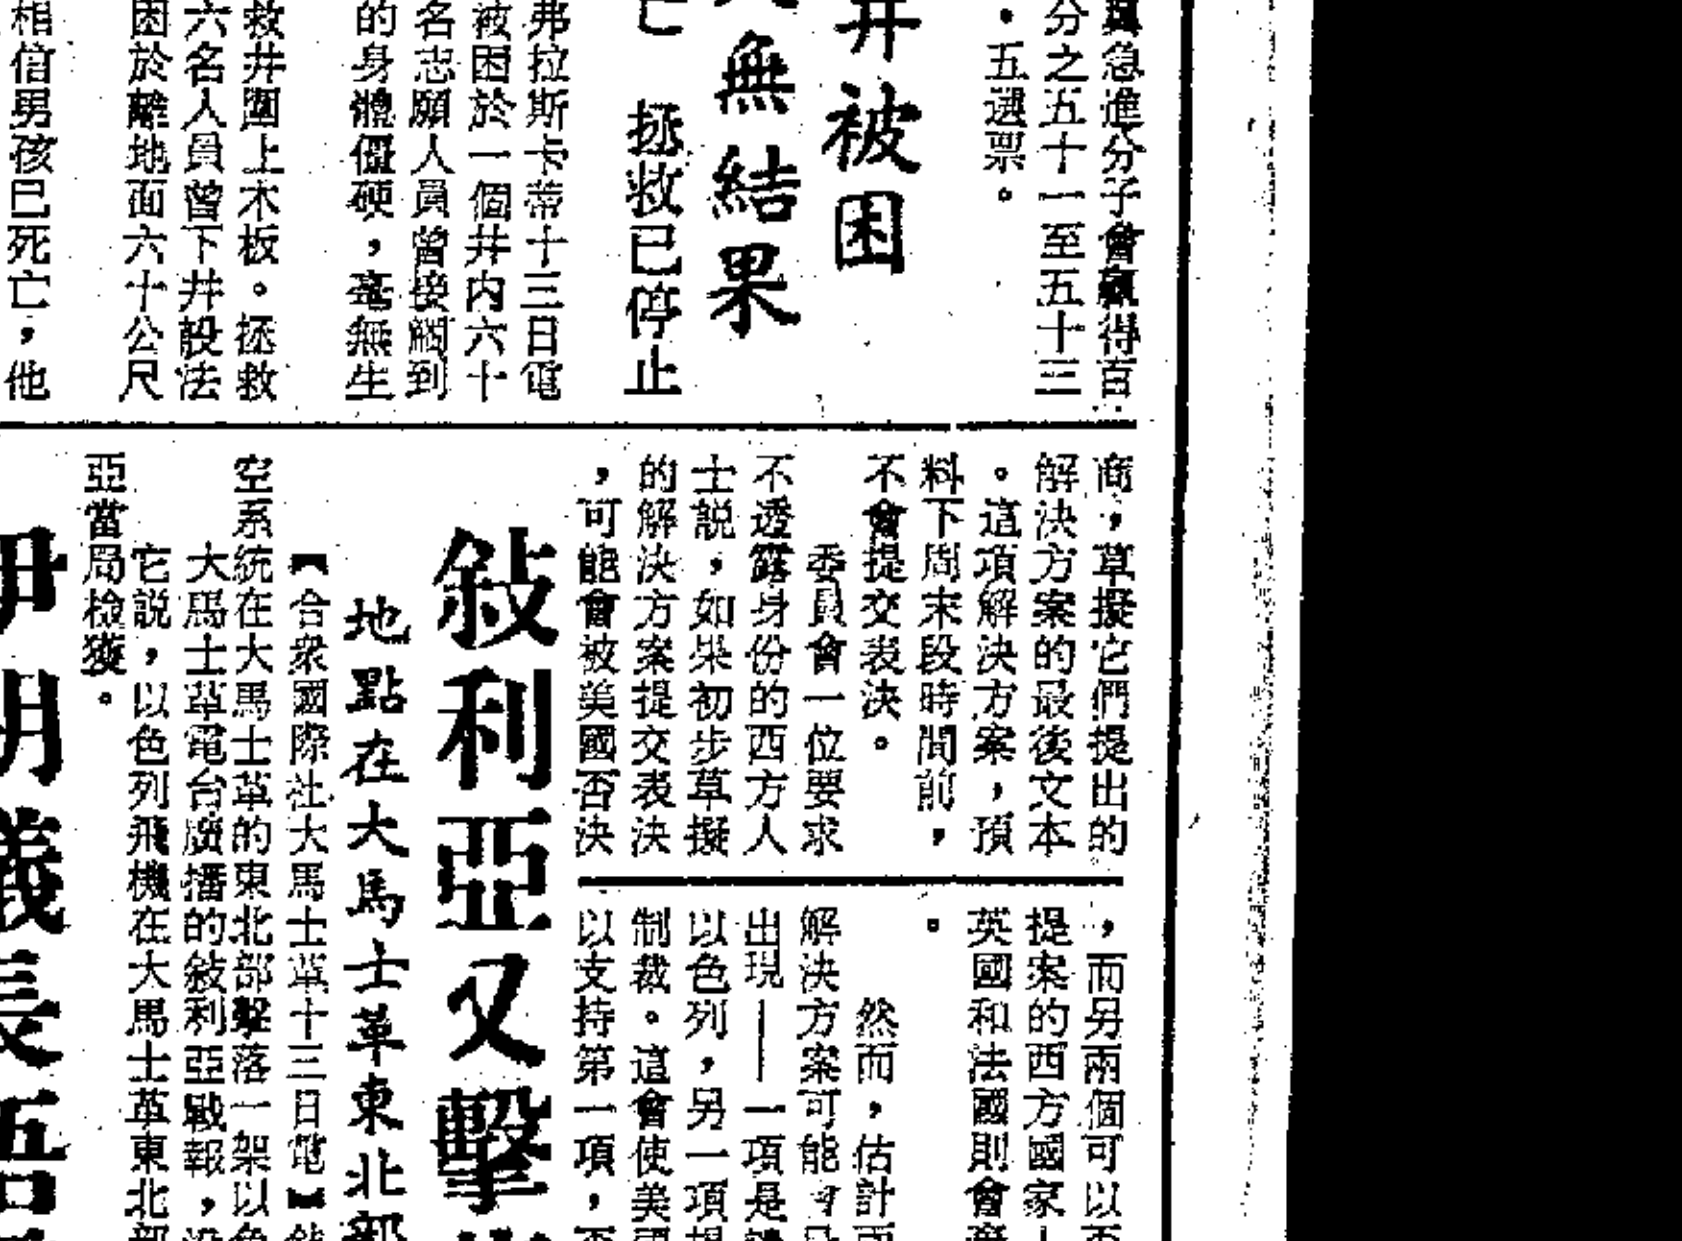 急進分子會贏得百
分之五十一至五十三
・五選票。
井被困
無結果
亡 拯救已停止
弗拉斯卡蒂十三日電
被困於一個井內六十
名志願人員曾接觸到
的身體僵硬，毫無生
救井圍上木板。拯救
六名人員曾下井設法
困於離地面六十公尺
相信男孩已死亡，他
商，草擬它們提出的
解決方案的最後文本
。這項解決方案，預
料下周末段時間前，
不會提交表決。
委員會一位要求
不透露身份的西方人
士説，如果初步草擬
的解決方案提交表決
，可能會被美國否決
，而另兩個可以
提案的西方國家
英國和法國則會
。
然而，估計
解決方案可能
出現——一項是
以色列，另一項
制裁。這會使美
以支持第一項，
敍利亞又擊
地點在大馬士革東北部
【合衆國際社大馬士革十三日電】
空系統在大馬士革的東北部擊落一架以
大馬士革電台廣播的敍利亞戰報，
它説，以色列飛機在大馬士革東北部
亞當局檢獲。
伊朗議長